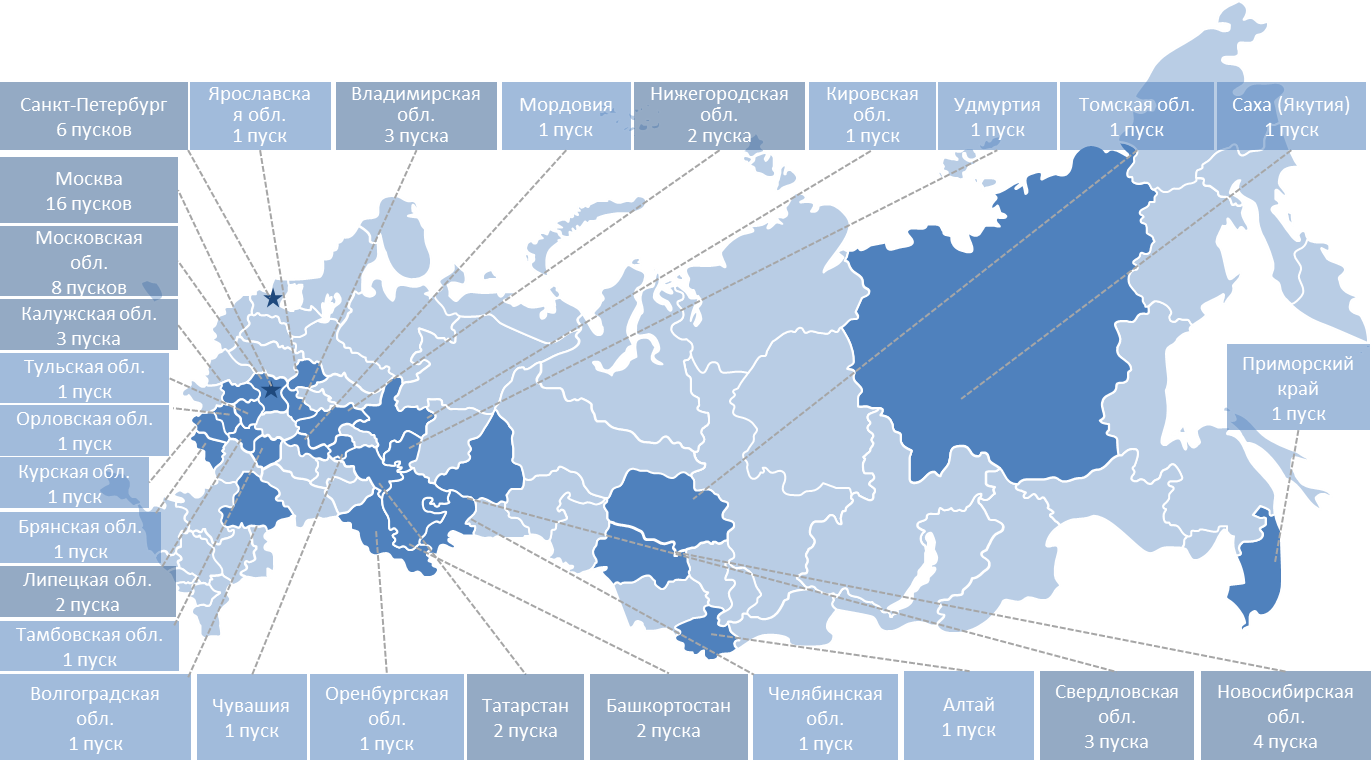 Санкт-Петербург
6 пусков
Ярославска
я обл.
1 пуск
Владимирская
обл.
3 пуска
Мордовия
1 пуск
Нижегородская
обл.
2 пуска
Кировская
обл.
1 пуск
Удмуртия
1 пуск
Томская обл.
1 пуск
Саха (Якутия)
1 пуск
Москва
16 пусков
Московская
обл.
8 пусков
Калужская обл.
3 пуска
Тульская обл.
1 пуск
Орловская обл.
1 пуск
Курская обл.
1 пуск
Брянская обл.
1 пуск
Липецкая обл.
2 пуска
Тамбовская обл.
1 пуск
Приморский
край
1 пуск
Волгоградская
обл.
1 пуск
Чувашия
1 пуск
Оренбургская
обл.
1 пуск
Татарстан
2 пуска
Башкортостан
2 пуска
Челябинская
обл.
1 пуск
Алтай
1 пуск
Свердловская
обл.
3 пуска
Новосибирская
обл.
4 пуска